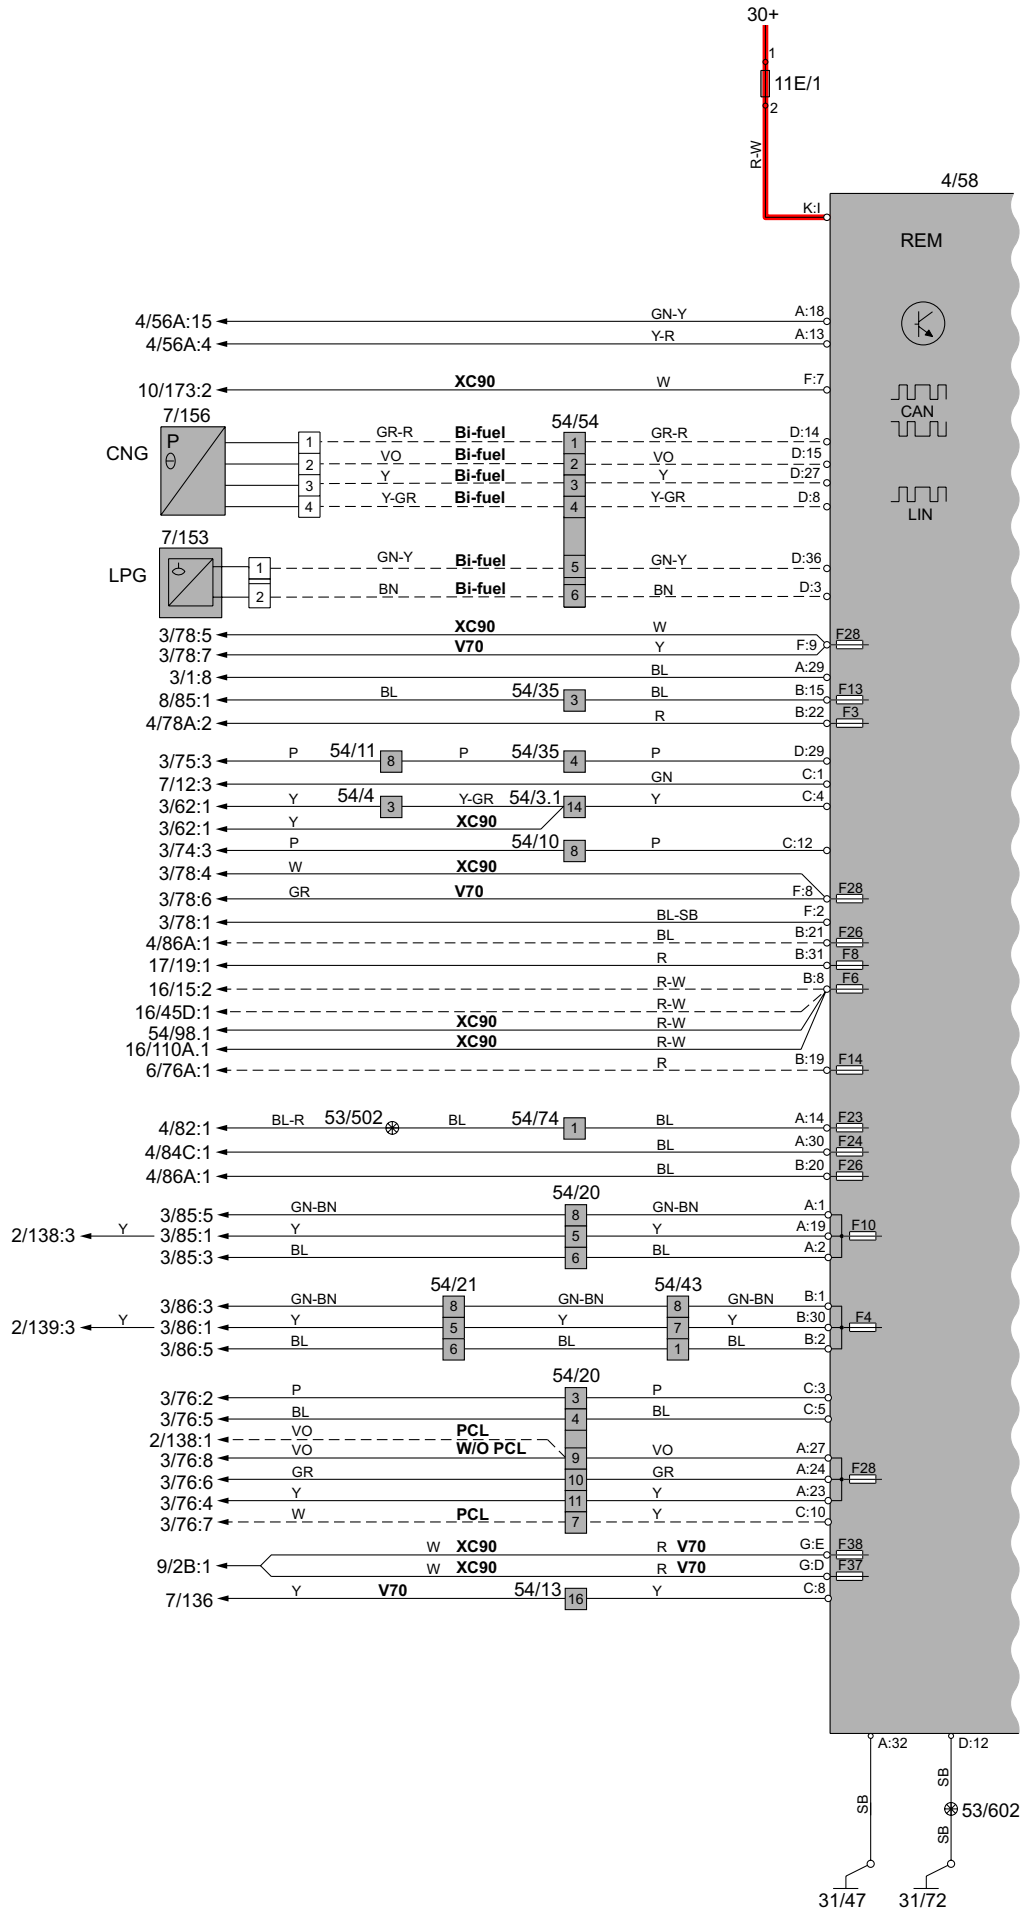 30+
1
11E/1
2
R-W
4/58
K:I
REM
4/56A:15 GN-Y A:18
4/56A:4 Y-R A:13
10/173:2 XC90 W F:7
CAN
7/156 54/54
CNG P
1 GR-R Bi-fuel 1 GR-R D:14
2 VO Bi-fuel 2 VO D:15
3 Y Bi-fuel 3 Y D:27
4 Y-GR Bi-fuel 4 Y-GR D:8
LIN
7/153
LPG
1 GN-Y Bi-fuel 5 GN-Y D:36
2 BN Bi-fuel 6 BN D:3
3/78:5 XC90 W
3/78:7 V70 Y F:9 F28
3/1:8 BL A:29
8/85:1 BL 54/35 3 BL B:15 F13
4/78A:2 R B:22 F3
3/75:3 P 54/11 8 P 54/35 4 P D:29
7/12:3 GN C:1
3/62:1 Y 54/4 3 Y-GR 54/3.1 14 Y C:4
3/62:1 Y XC90
3/74:3 P 54/10 8 P C:12
3/78:4 W XC90
3/78:6 GR V70 F:8 F28
3/78:1 BL-SB F:2
4/86A:1 BL B:21 F26
17/19:1 R B:31 F8
16/15:2 R-W B:8 F6
16/45D:1 R-W
54/98.1 XC90 R-W
16/110A.1 XC90 R-W
6/76A:1 R B:19 F14
4/82:1 BL-R 53/502 BL 54/74 1 BL A:14 F23
4/84C:1 BL A:30 F24
4/86A:1 BL B:20 F26
54/20
3/85:5 GN-BN 8 GN-BN A:1
2/138:3 Y 3/85:1 Y 5 Y A:19 F10
3/85:3 BL 6 BL A:2
54/21 54/43
3/86:3 GN-BN 8 GN-BN 8 GN-BN B:1
2/139:3 Y 3/86:1 Y 5 Y 7 Y B:30 F4
3/86:5 BL 6 BL 1 BL B:2
54/20
3/76:2 P 3 P C:3
3/76:5 BL 4 BL C:5
2/138:1 VO PCL
3/76:8 VO W/O PCL 9 VO A:27
3/76:6 GR 10 GR A:24 F28
3/76:4 Y 11 Y A:23
3/76:7 W PCL 7 Y C:10
W XC90 R V70 G:E F38
9/2B:1
W XC90 R V70 G:D F37
7/136 Y V70 54/13 16 Y C:8
A:32 D:12
SB
SB 53/602
SB
31/47 31/72